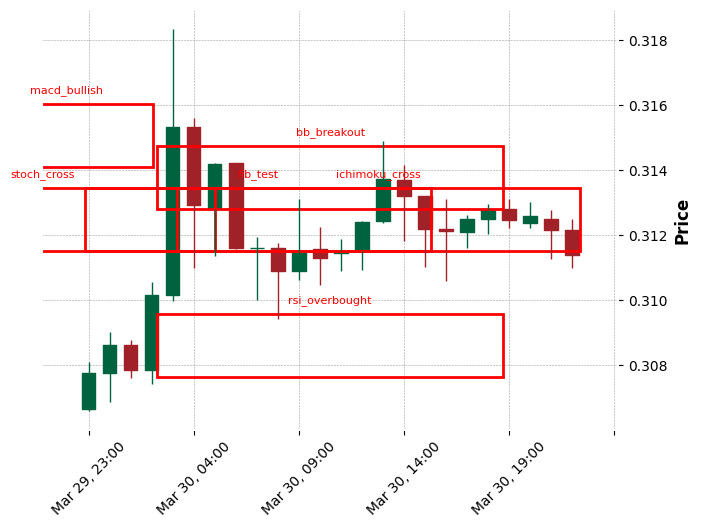 0.318
macd_bullish
0.316
bb_breakout
0.314
stoch_cross
b_test
ichimoku_cross
0.312
Price
0.310
rsi_overbought
0.308
Mar 29, 23:00
Mar 30, 04:00
Mar 30, 09:00
Mar 30, 14:00
Mar 30, 19:00